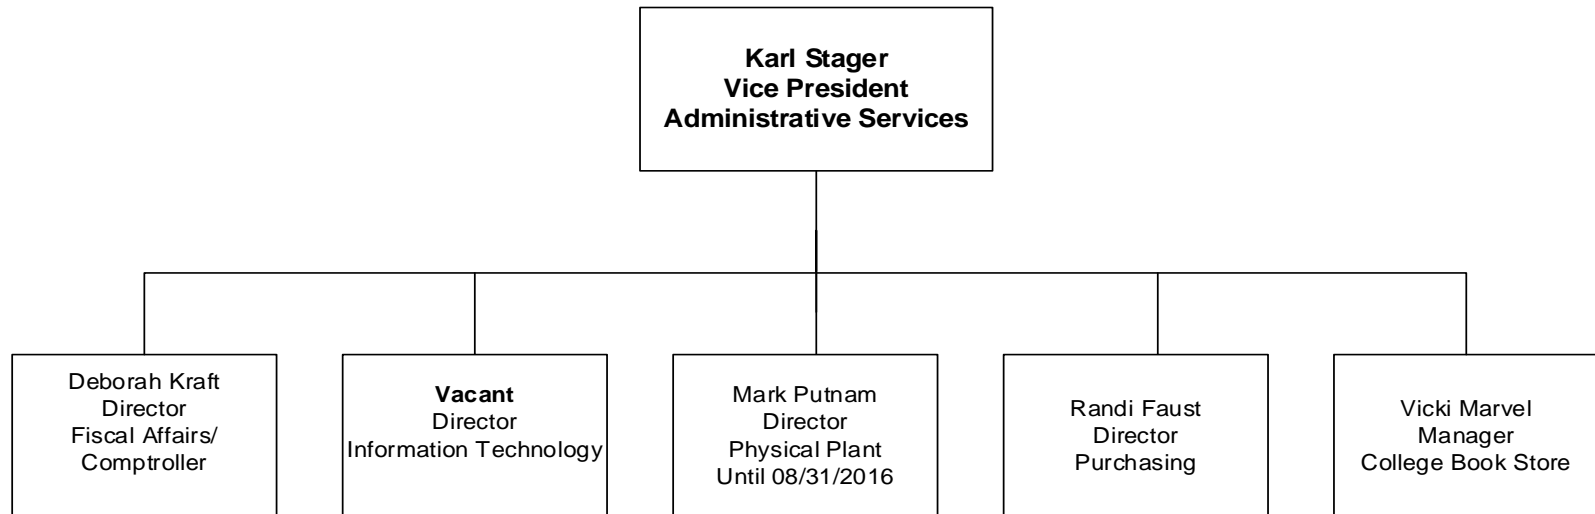 Karl Stager
Vice President
Administrative Services
Deborah Kraft
Director
Fiscal Affairs/
Comptroller
Vacant
Director
Information Technology
Mark Putnam
Director
Physical Plant
Until 08/31/2016
Randi Faust
Director
Purchasing
Vicki Marvel
Manager
College Book Store